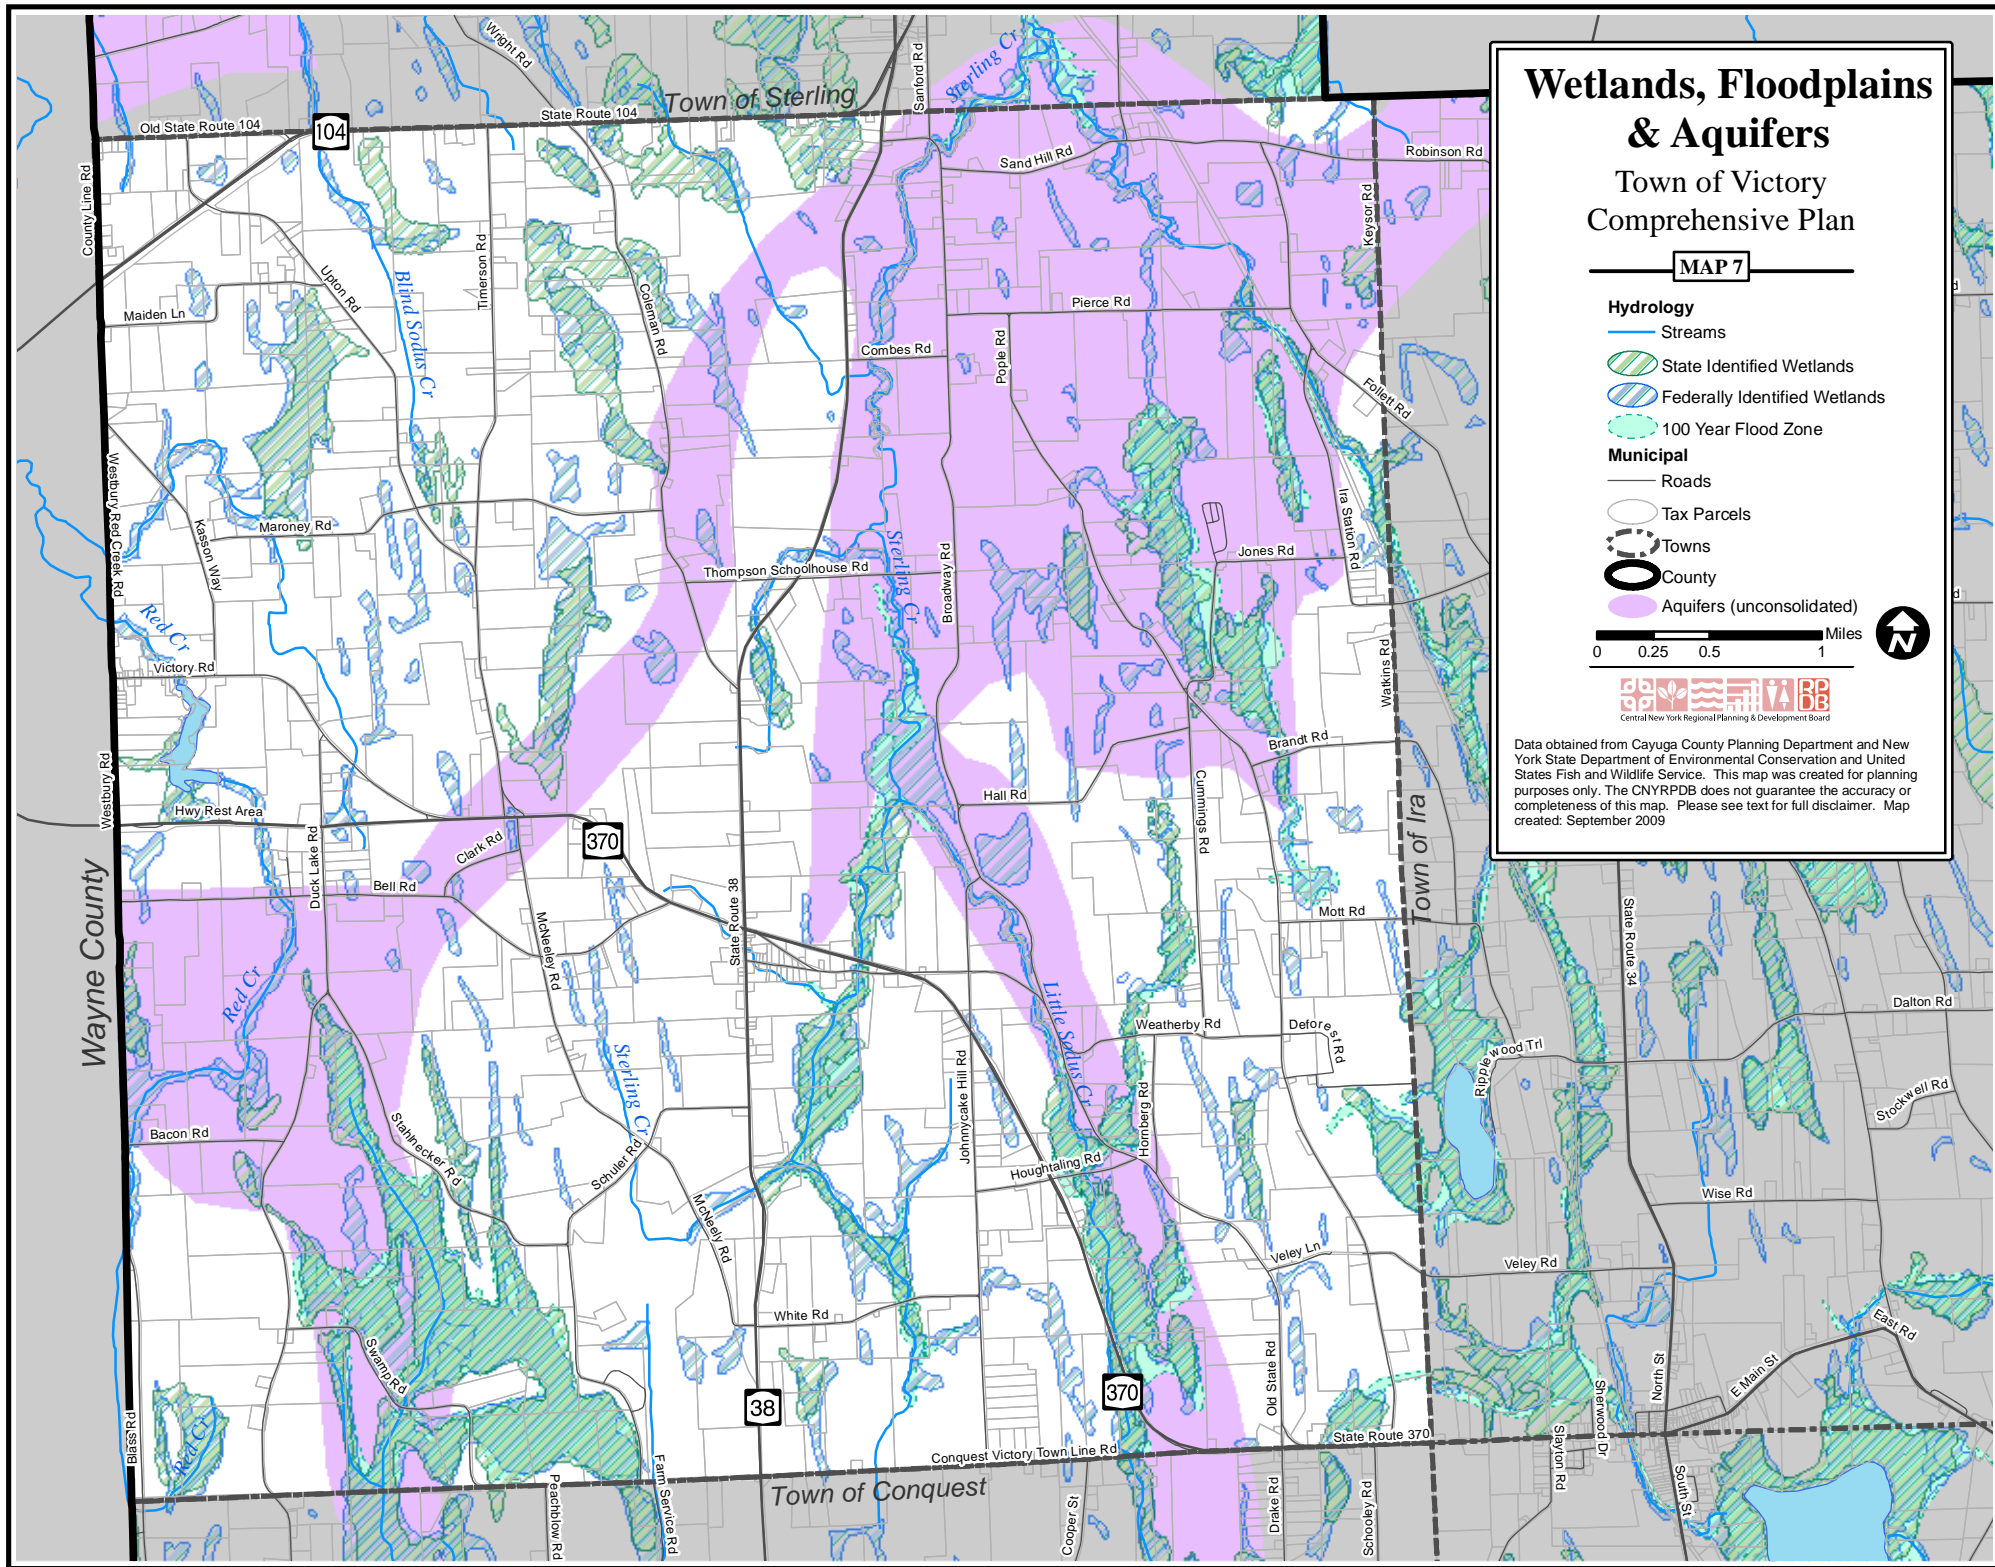 Wetlands, Floodplains
& Aquifers
Town of Victory
Comprehensive Plan
MAP 7
Hydrology
Streams
State Identified Wetlands
Federally Identified Wetlands
100 Year Flood Zone
Municipal
Roads
Tax Parcels
Towns
County
Aquifers (unconsolidated)
Miles
0 0.25 0.5 1
N
RP
DB
Central New York Regional Planning & Development Board
Data obtained from Cayuga County Planning Department and New
York State Department of Environmental Conservation and United
States Fish and Wildlife Service. This map was created for planning
purposes only. The CNYRPDB does not guarantee the accuracy or
completeness of this map. Please see text for full disclaimer. Map
created: September 2009
Wright Rd
Sanford Rd
Sterling Cr
Town of Sterling
Old State Route 104
104
State Route 104
Sand Hill Rd
Robinson Rd
County Line Rd
Keysor Rd
Timerson Rd
Upton Rd
Blind Sodus Cr
Coleman Rd
Maiden Ln
Pierce Rd
Combes Rd
Pople Rd
Follett Rd
Westbury Red Creek Rd
Kasson Way
Maroney Rd
Ira Station Rd
Thompson Schoolhouse Rd
Sterling Cr
Broadway Rd
Jones Rd
Red Cr
Victory Rd
Watkins Rd
Brandt Rd
Westbury Rd
Hwy Rest Area
Hall Rd
Cummings Rd
Town of Ira
Duck Lake Rd
Clark Rd
370
Wayne County
Bell Rd
State Route 38
McNeeley Rd
Mott Rd
State Route 34
Red Cr
Little Sodus Cr
Dalton Rd
Weatherby Rd
Deforest Rd
Ripplewood Trl
Sterling Cr
Johnnycake Hill Rd
Homberg Rd
Stockwell Rd
Bacon Rd
Stahlnecker Rd
Schuler Rd
Houghtaling Rd
McNeely Rd
Wise Rd
Veley Ln
Veley Rd
White Rd
East Rd
Swamp Rd
Old State Rd
North St
E Main St
38
370
Sherwood Dr
Blass Rd
Red Cr
State Route 370
Conquest Victory Town Line Rd
Slayton Rd
Town of Conquest
Peachblow Rd
Farm Service Rd
Cooper St
Drake Rd
Schooley Rd
South St